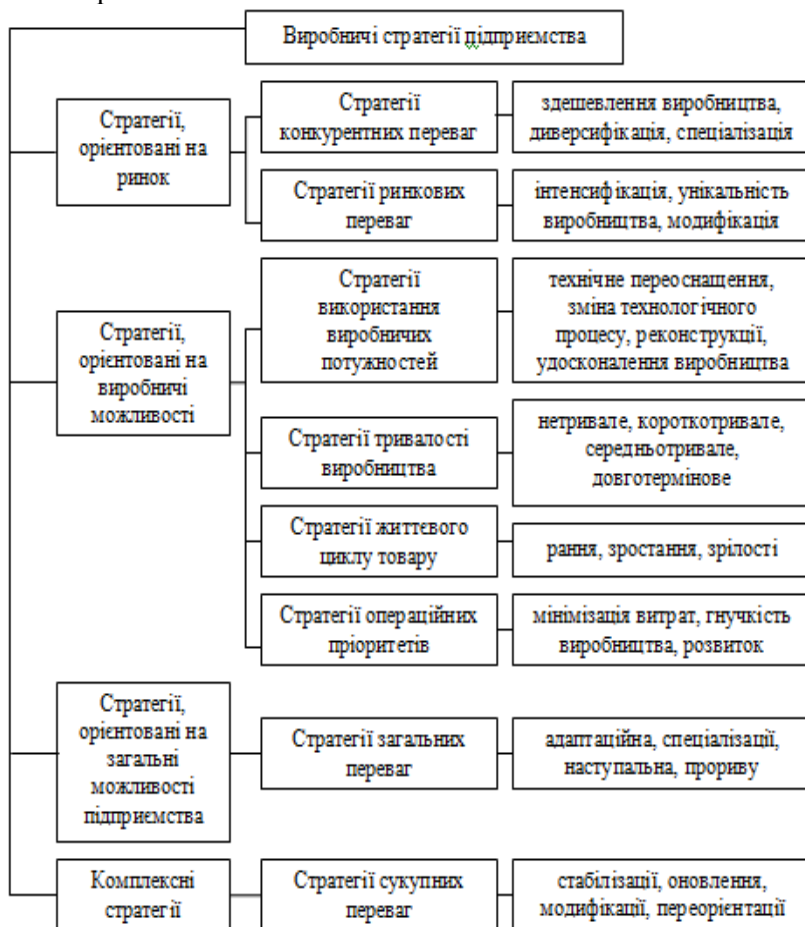 Виробничі стратегії підприємства
Стратегії,
орієнтовані на
ринок
Стратегії
конкурентних переваг
здешевлення виробництва,
диверсифікація, спеціалізація
Стратегії ринкових
переваг
інтенсифікація, унікальність
виробництва, модифікація
Стратегії,
орієнтовані на
виробничі
можливості
Стратегії
використання
виробничих
потужностей
технічне переоснащення,
зміна технологічного
процесу, реконструкції,
удосконалення виробництва
Стратегії тривалості
виробництва
нетривале, короткотривале,
середньотривале,
довготермінове
Стратегії життєвого
циклу товару
рання, зростання, зрілості
Стратегії операційних
пріоритетів
мінімізація витрат, гнучкість
виробництва, розвиток
Стратегії,
орієнтовані на
загальні
можливості
підприємства
Стратегії загальних
переваг
адаптаційна, спеціалізації,
наступальна, прориву
Комплексні
стратегії
Стратегії сукупних
переваг
стабілізації, оновлення,
модифікації, переорієнтації